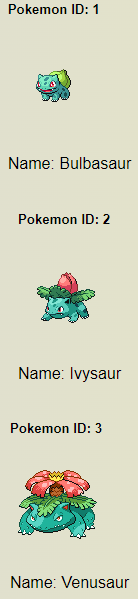 Pokemon ID: 1
Name: Bulbasaur
Pokemon ID: 2
Name: Ivysaur
Pokemon ID: 3
Name: Venusaur